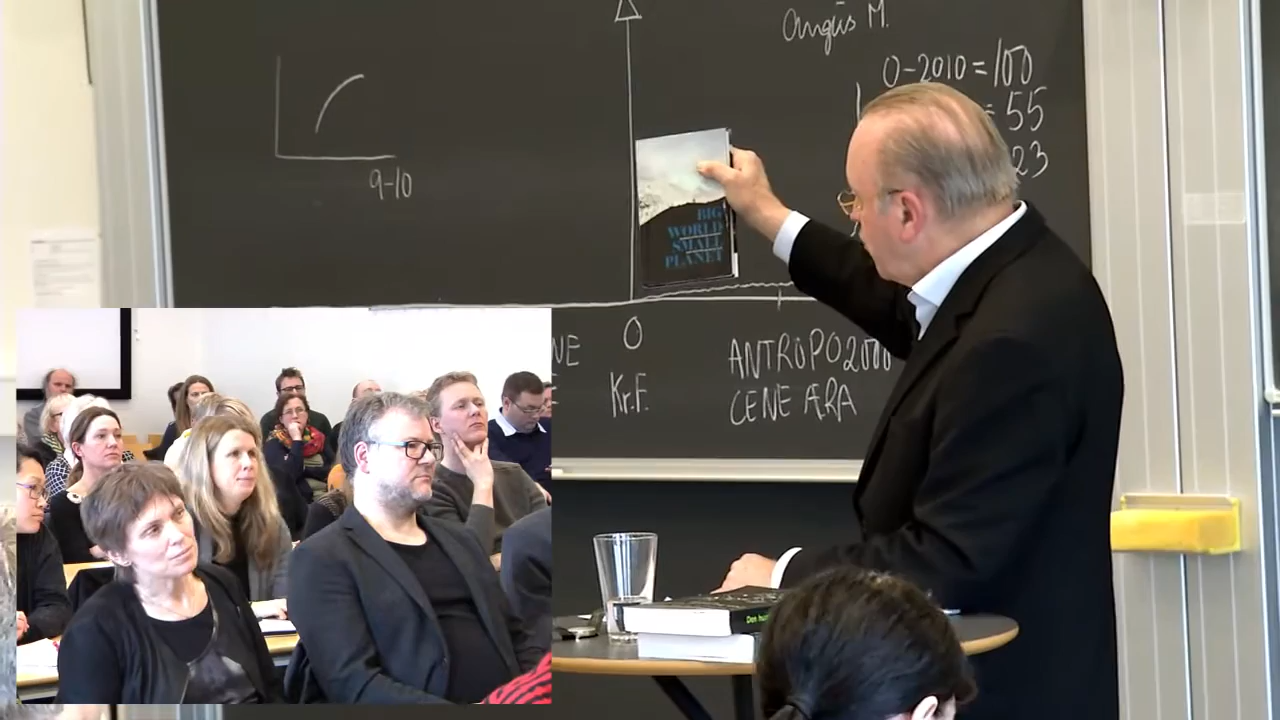 Angus M.
0-2010 = 100
= 55
23
9-10
BIG
WORLD
SMALL
PLANET
0
Kr.F.
ANTROPO 2000
CENE ÆRA
NE
Den hu